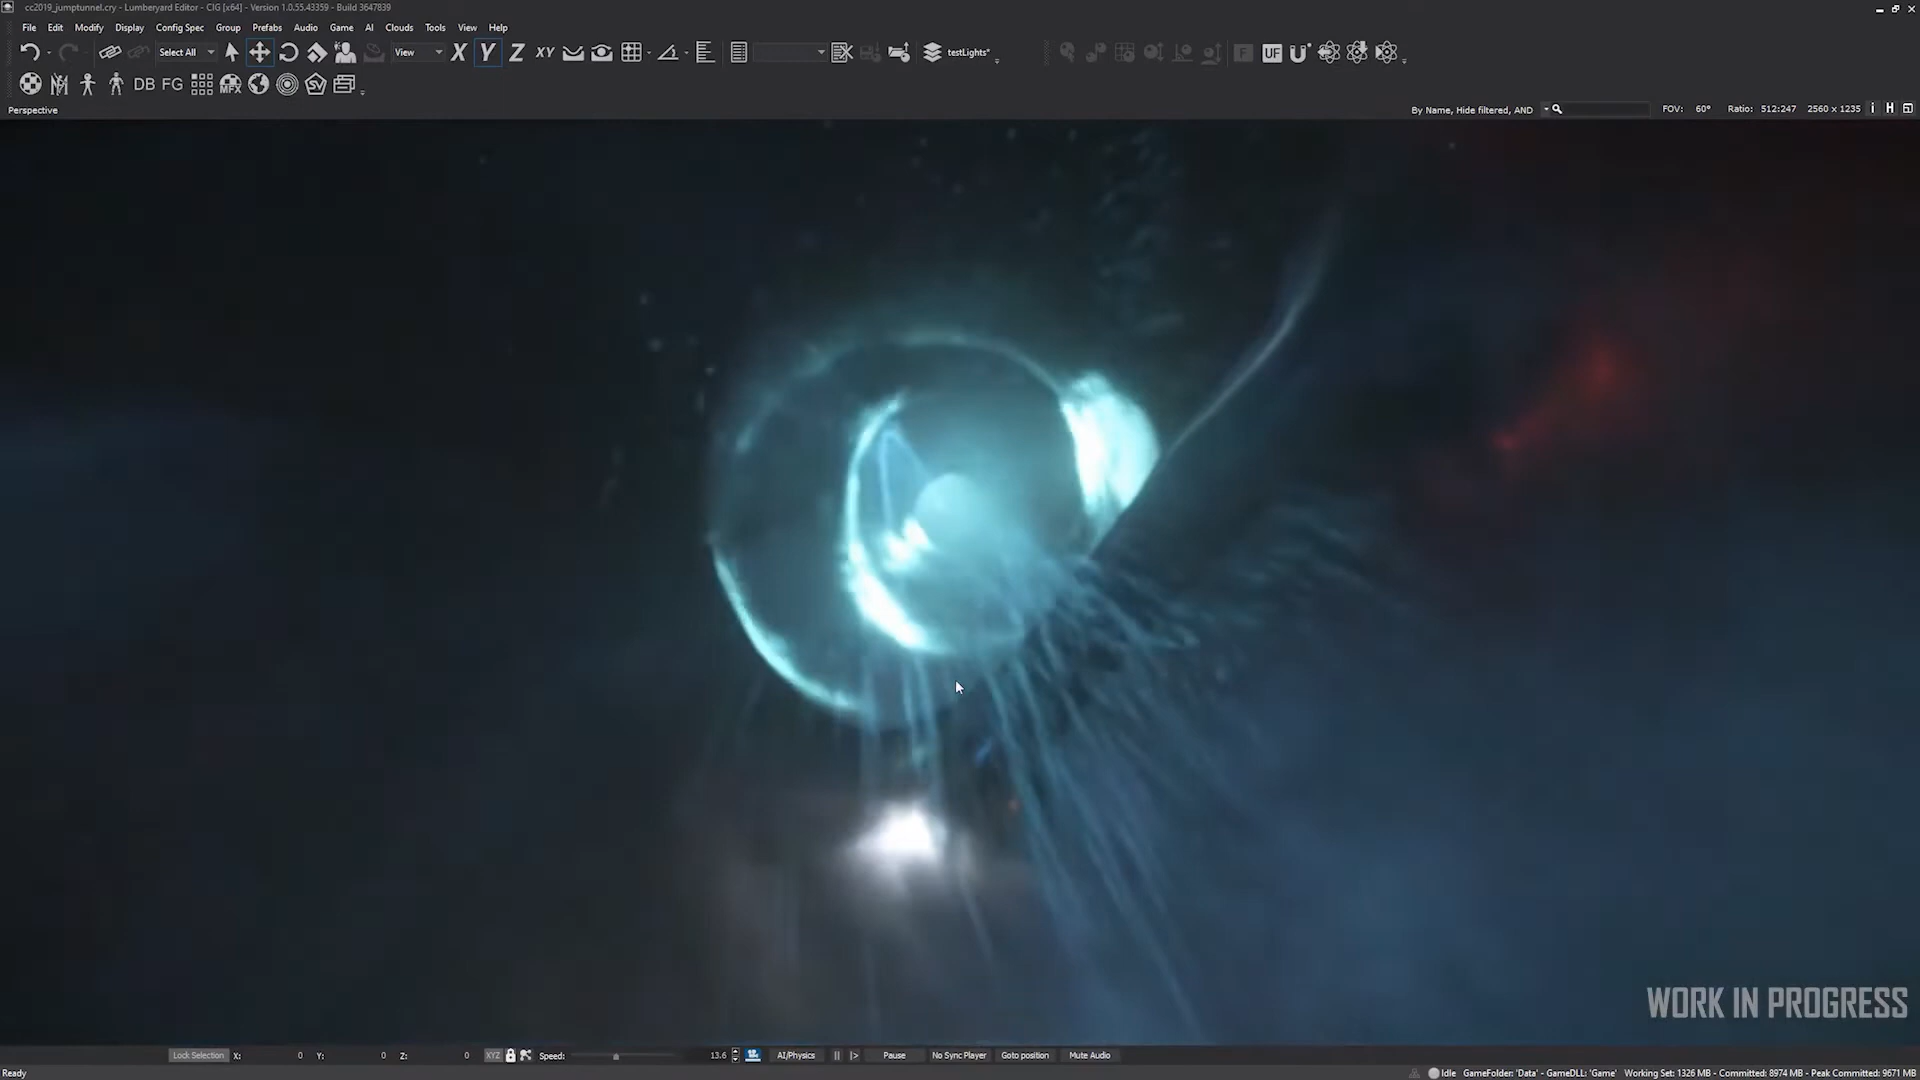 cc2019_jumptunnel.cry - Lumberyard Editor - CIG [x64] - Version 1.0.55.43359 - Build 3647839
File Edit Modify Display Config Spec Group Prefabs Audio Game AI Clouds Tools View Help
Select All View X Y Z XY testLights* F UF
DB FG MFX SV
Perspective By Name, Hide filtered, AND FOV: 60° Ratio: 512:247 2560 x 1235 i H
WORK IN PROGRESS
Lock Selection X: 0 Y: 0 Z: 0 XYZ Speed: 13.6 AI/Physics Pause No Sync Player Goto position Mute Audio
Ready Idle GameFolder: 'Data' - GameDLL: 'Game' Working Set: 1326 MB - Committed: 8974 MB - Peak Committed: 9671 MB